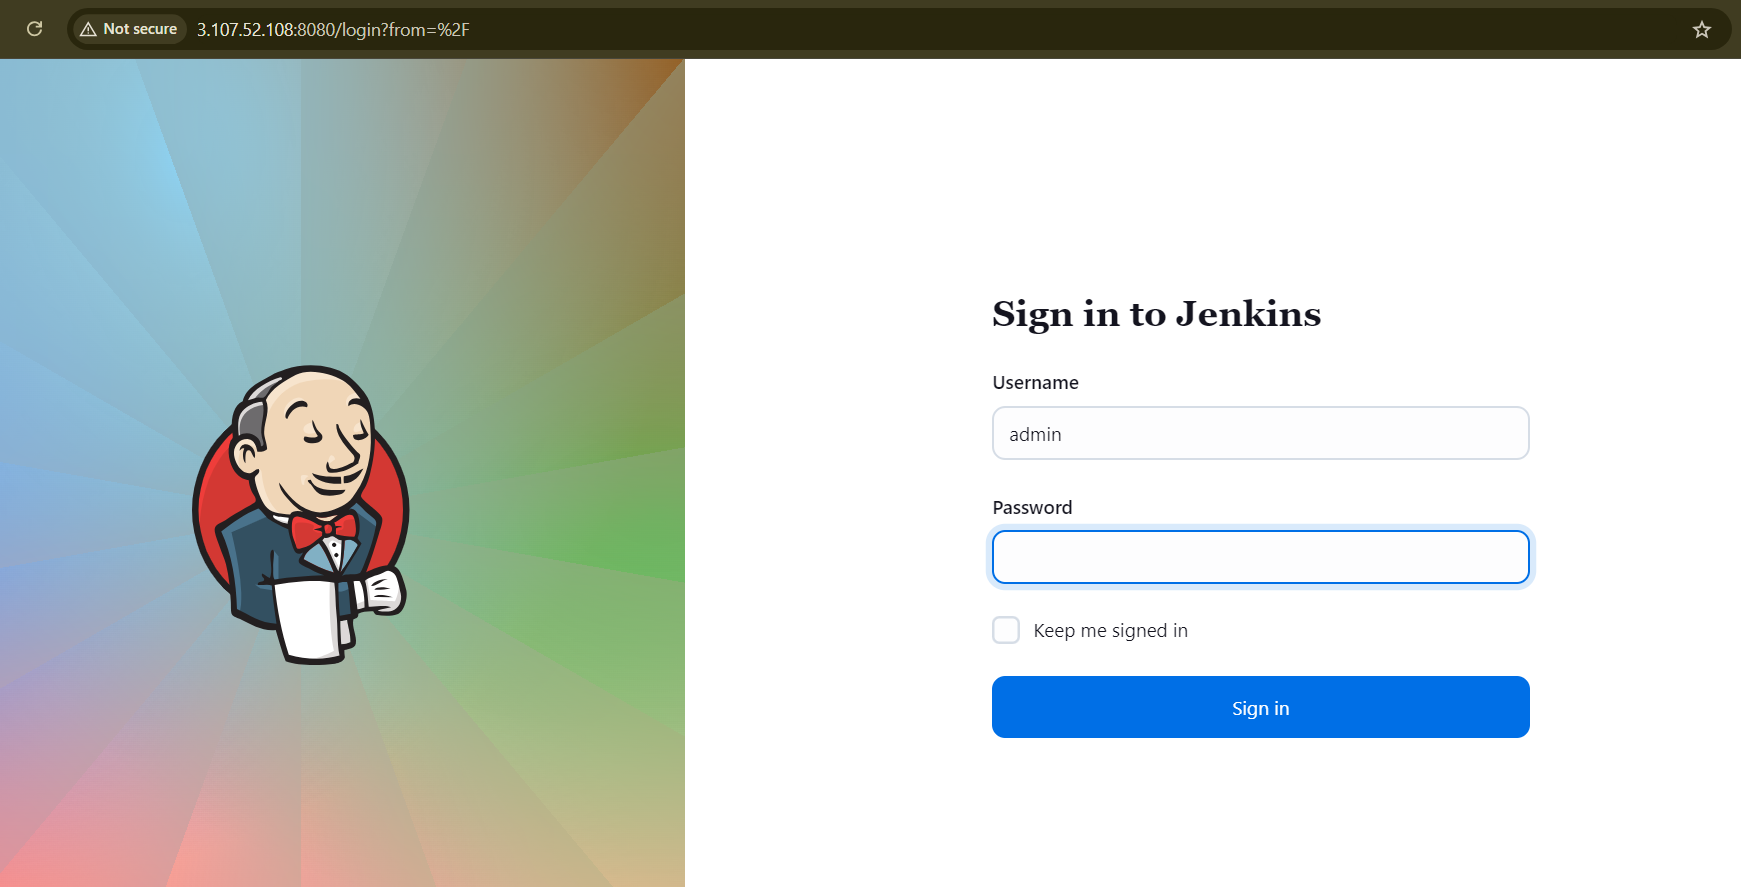 Not secure 3.107.52.108:8080/login?from=%2F
Sign in to Jenkins
Username
admin
Password
Keep me signed in
Sign in